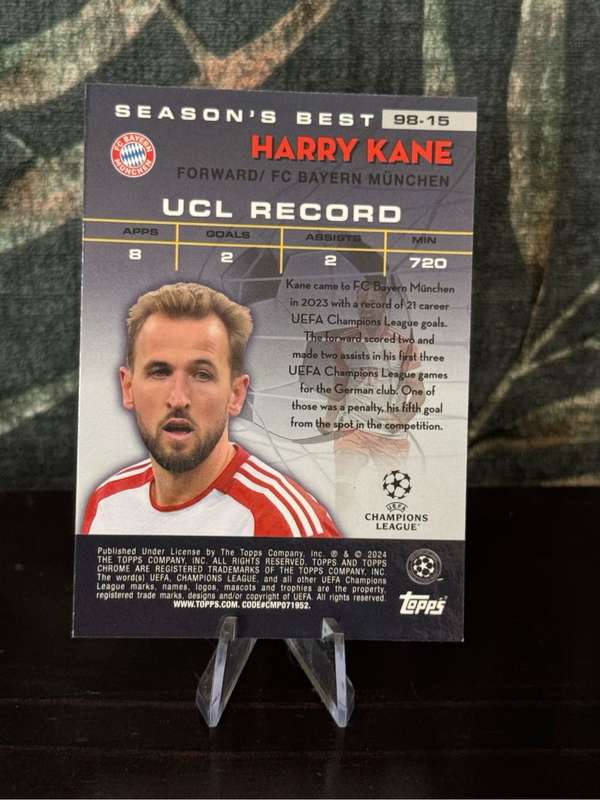 SEASON'S BEST 98-15
FC BAYERN
MÜNCHEN
HARRY KANE
FORWARD/ FC BAYERN MÜNCHEN
UCL RECORD
APPS GOALS ASSISTS MIN
8 2 2 720
Kane came to FC Bayern München
in 2023 with a record of 21 career
UEFA Champions League goals.
The forward scored two and
made two assists in his first three
UEFA Champions League games
for the German club. One of
those was a penalty, his fifth goal
from the spot in the competition.
UEFA
CHAMPIONS
LEAGUE
Published Under License by The Topps Company, Inc. ® & © 2024
THE TOPPS COMPANY, INC. ALL RIGHTS RESERVED. TOPPS AND TOPPS
CHROME ARE REGISTERED TRADEMARKS OF THE TOPPS COMPANY, INC.
The word(s) UEFA, CHAMPIONS LEAGUE, and all other UEFA Champions
League marks, names, logos, mascots and trophies are the property,
registered trade marks, designs and/or copyright of UEFA. All rights reserved.
WWW.TOPPS.COM. CODE#CMP071952.
Topps